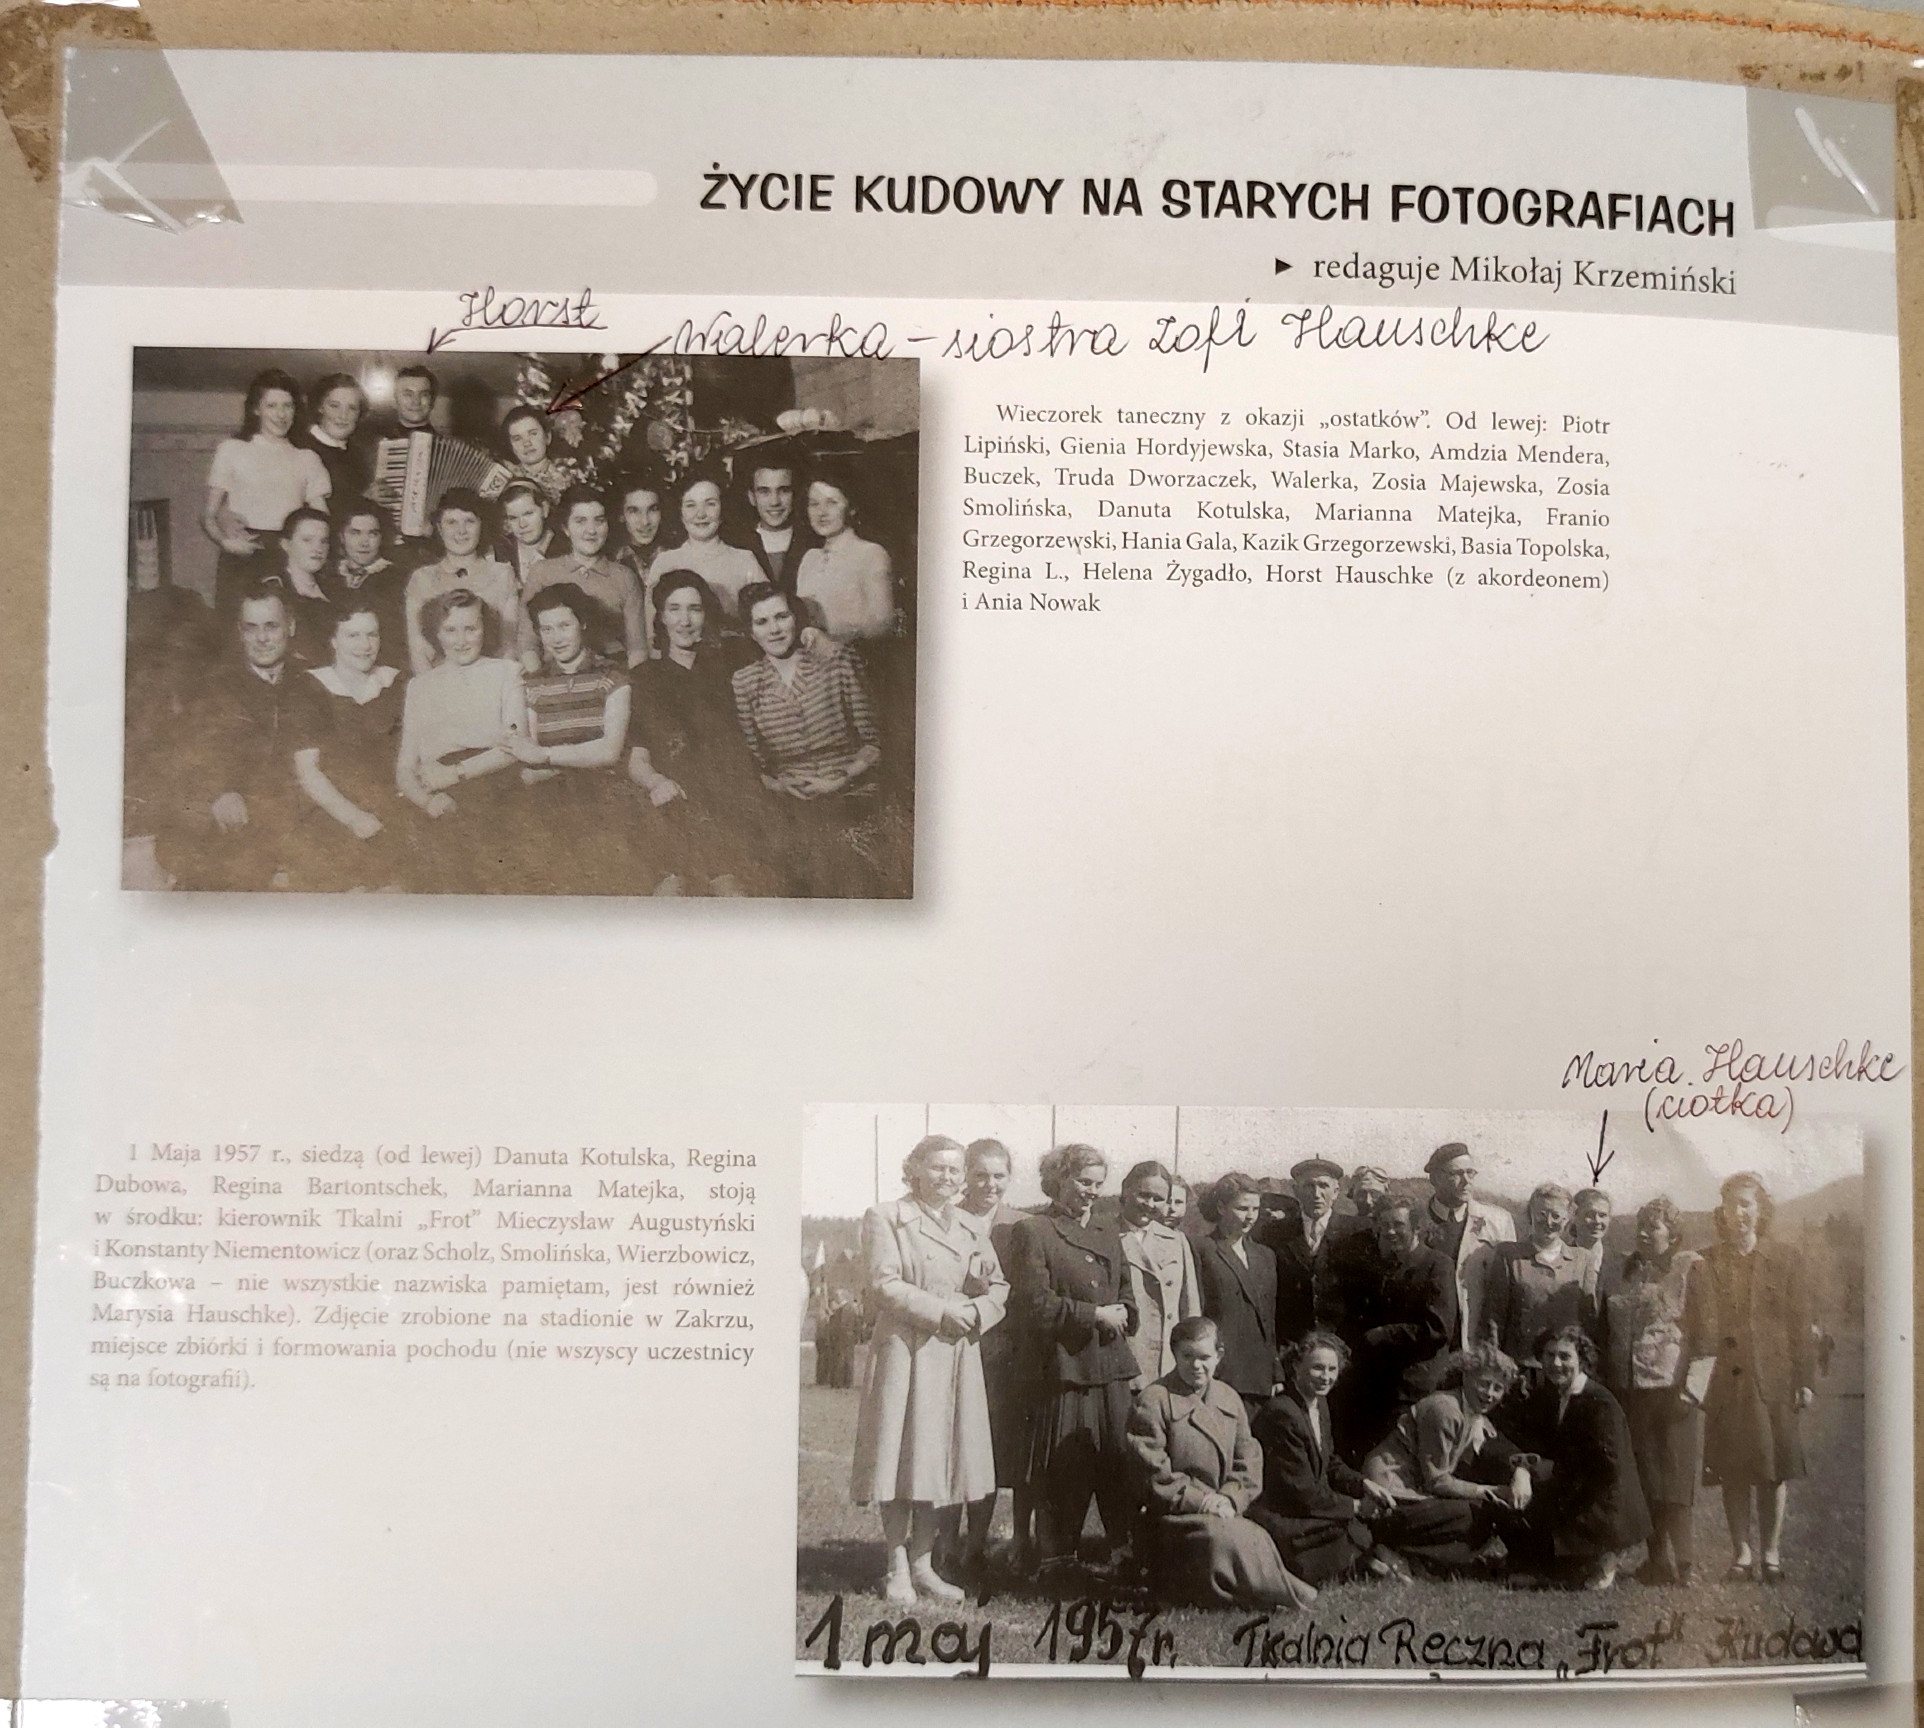 ŻYCIE KUDOWY NA STARYCH FOTOGRAFIACH
► redaguje Mikołaj Krzemiński
Horst
Walerka – siostra Zofi Hauschke
Wieczorek taneczny z okazji „ostatków”. Od lewej: Piotr
Lipiński, Gienia Hordyjewska, Stasia Marko, Amdzia Mendera,
Buczek, Truda Dworzaczek, Walerka, Zosia Majewska, Zosia
Smolińska, Danuta Kotulska, Marianna Matejka, Franio
Grzegorzewski, Hania Gala, Kazik Grzegorzewski, Basia Topolska,
Regina L., Helena Żygadło, Horst Hauschke (z akordeonem)
i Ania Nowak
Maria Hauschke
(ciotka)
1 Maja 1957 r., siedzą (od lewej) Danuta Kotulska, Regina
Dubowa, Regina Bartontschek, Marianna Matejka, stoją
w środku: kierownik Tkalni „Frot” Mieczysław Augustyński
i Konstanty Niementowicz (oraz Scholz, Smolińska, Wierzbowicz,
Buczkowa – nie wszystkie nazwiska pamiętam, jest również
Marysia Hauschke). Zdjęcie zrobione na stadionie w Zakrzu,
miejsce zbiórki i formowania pochodu (nie wszyscy uczestnicy
są na fotografii).
1 maj 1957r. Tkalnia Ręczna „Frot” Kudowa